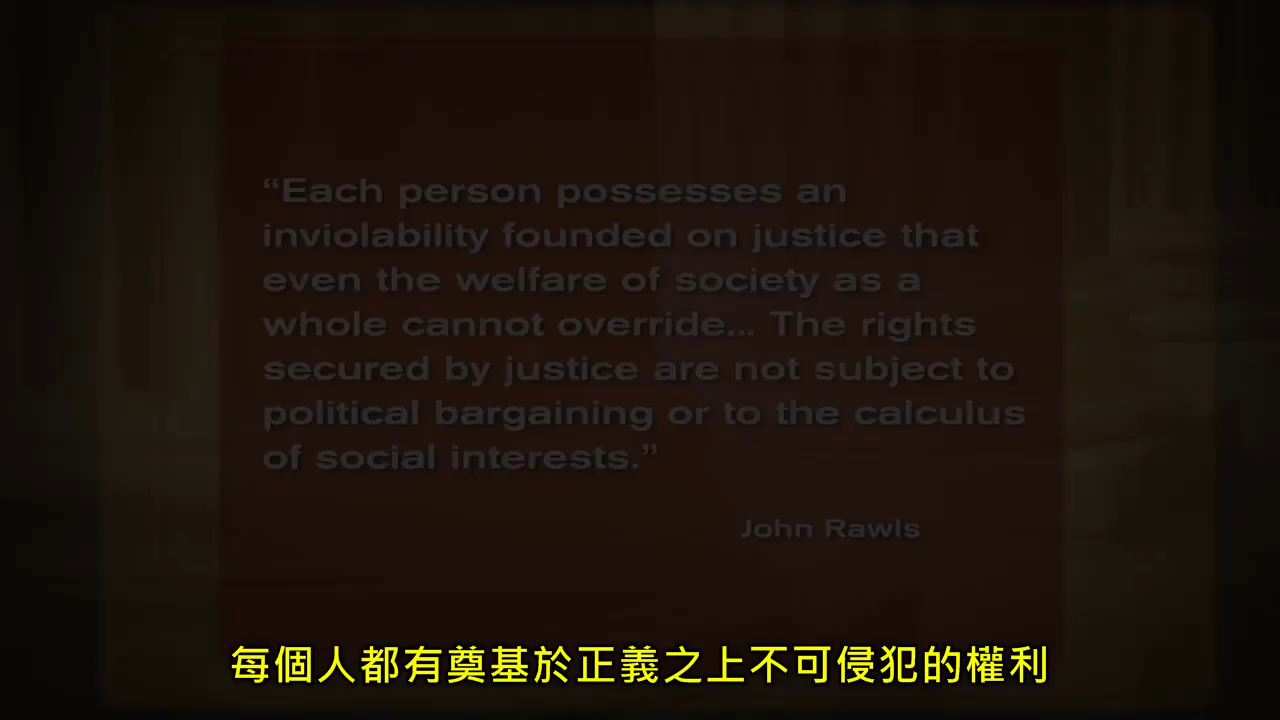 “Each person possesses an
inviolability founded on justice that
even the welfare of society as a
whole cannot override... The rights
secured by justice are not subject to
political bargaining or to the calculus
of social interests.”
John Rawls
每個人都有奠基於正義之上不可侵犯的權利